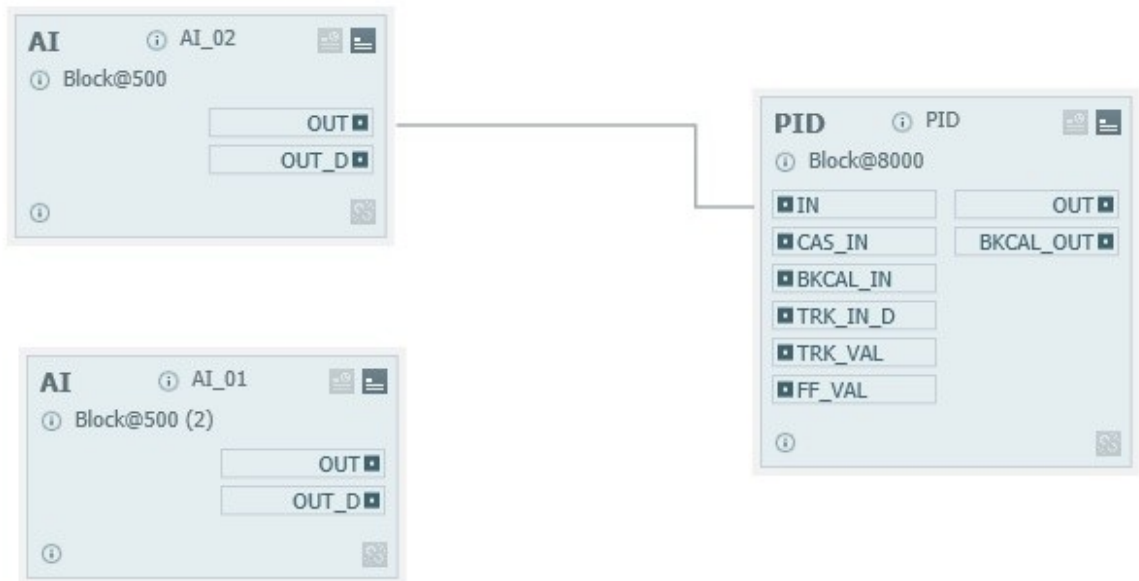 AI AI_02
Block@500
OUT
OUT_D
PID PID
Block@8000
IN OUT
CAS_IN BKCAL_OUT
BKCAL_IN
TRK_IN_D
TRK_VAL
FF_VAL
AI AI_01
Block@500 (2)
OUT
OUT_D